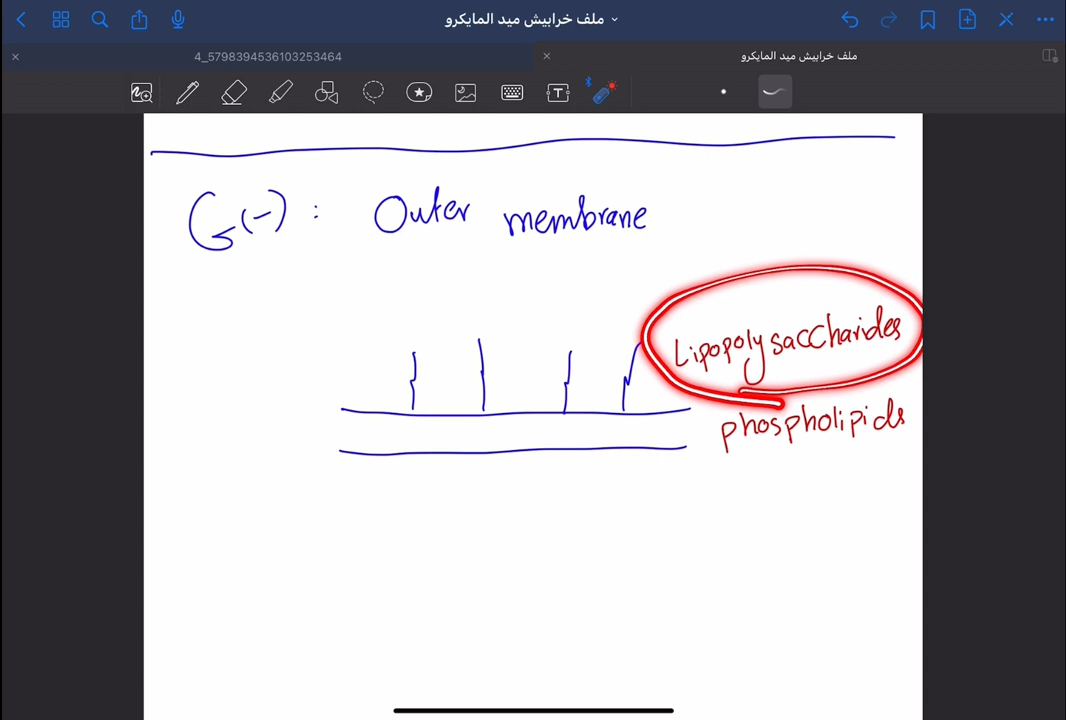 ملف خرابيش ميد المايكرو
4_5798394536103253464
ملف خرابيش ميد المايكرو
G(-) : Outer membrane
Lipopolysaccharides
phospholipids